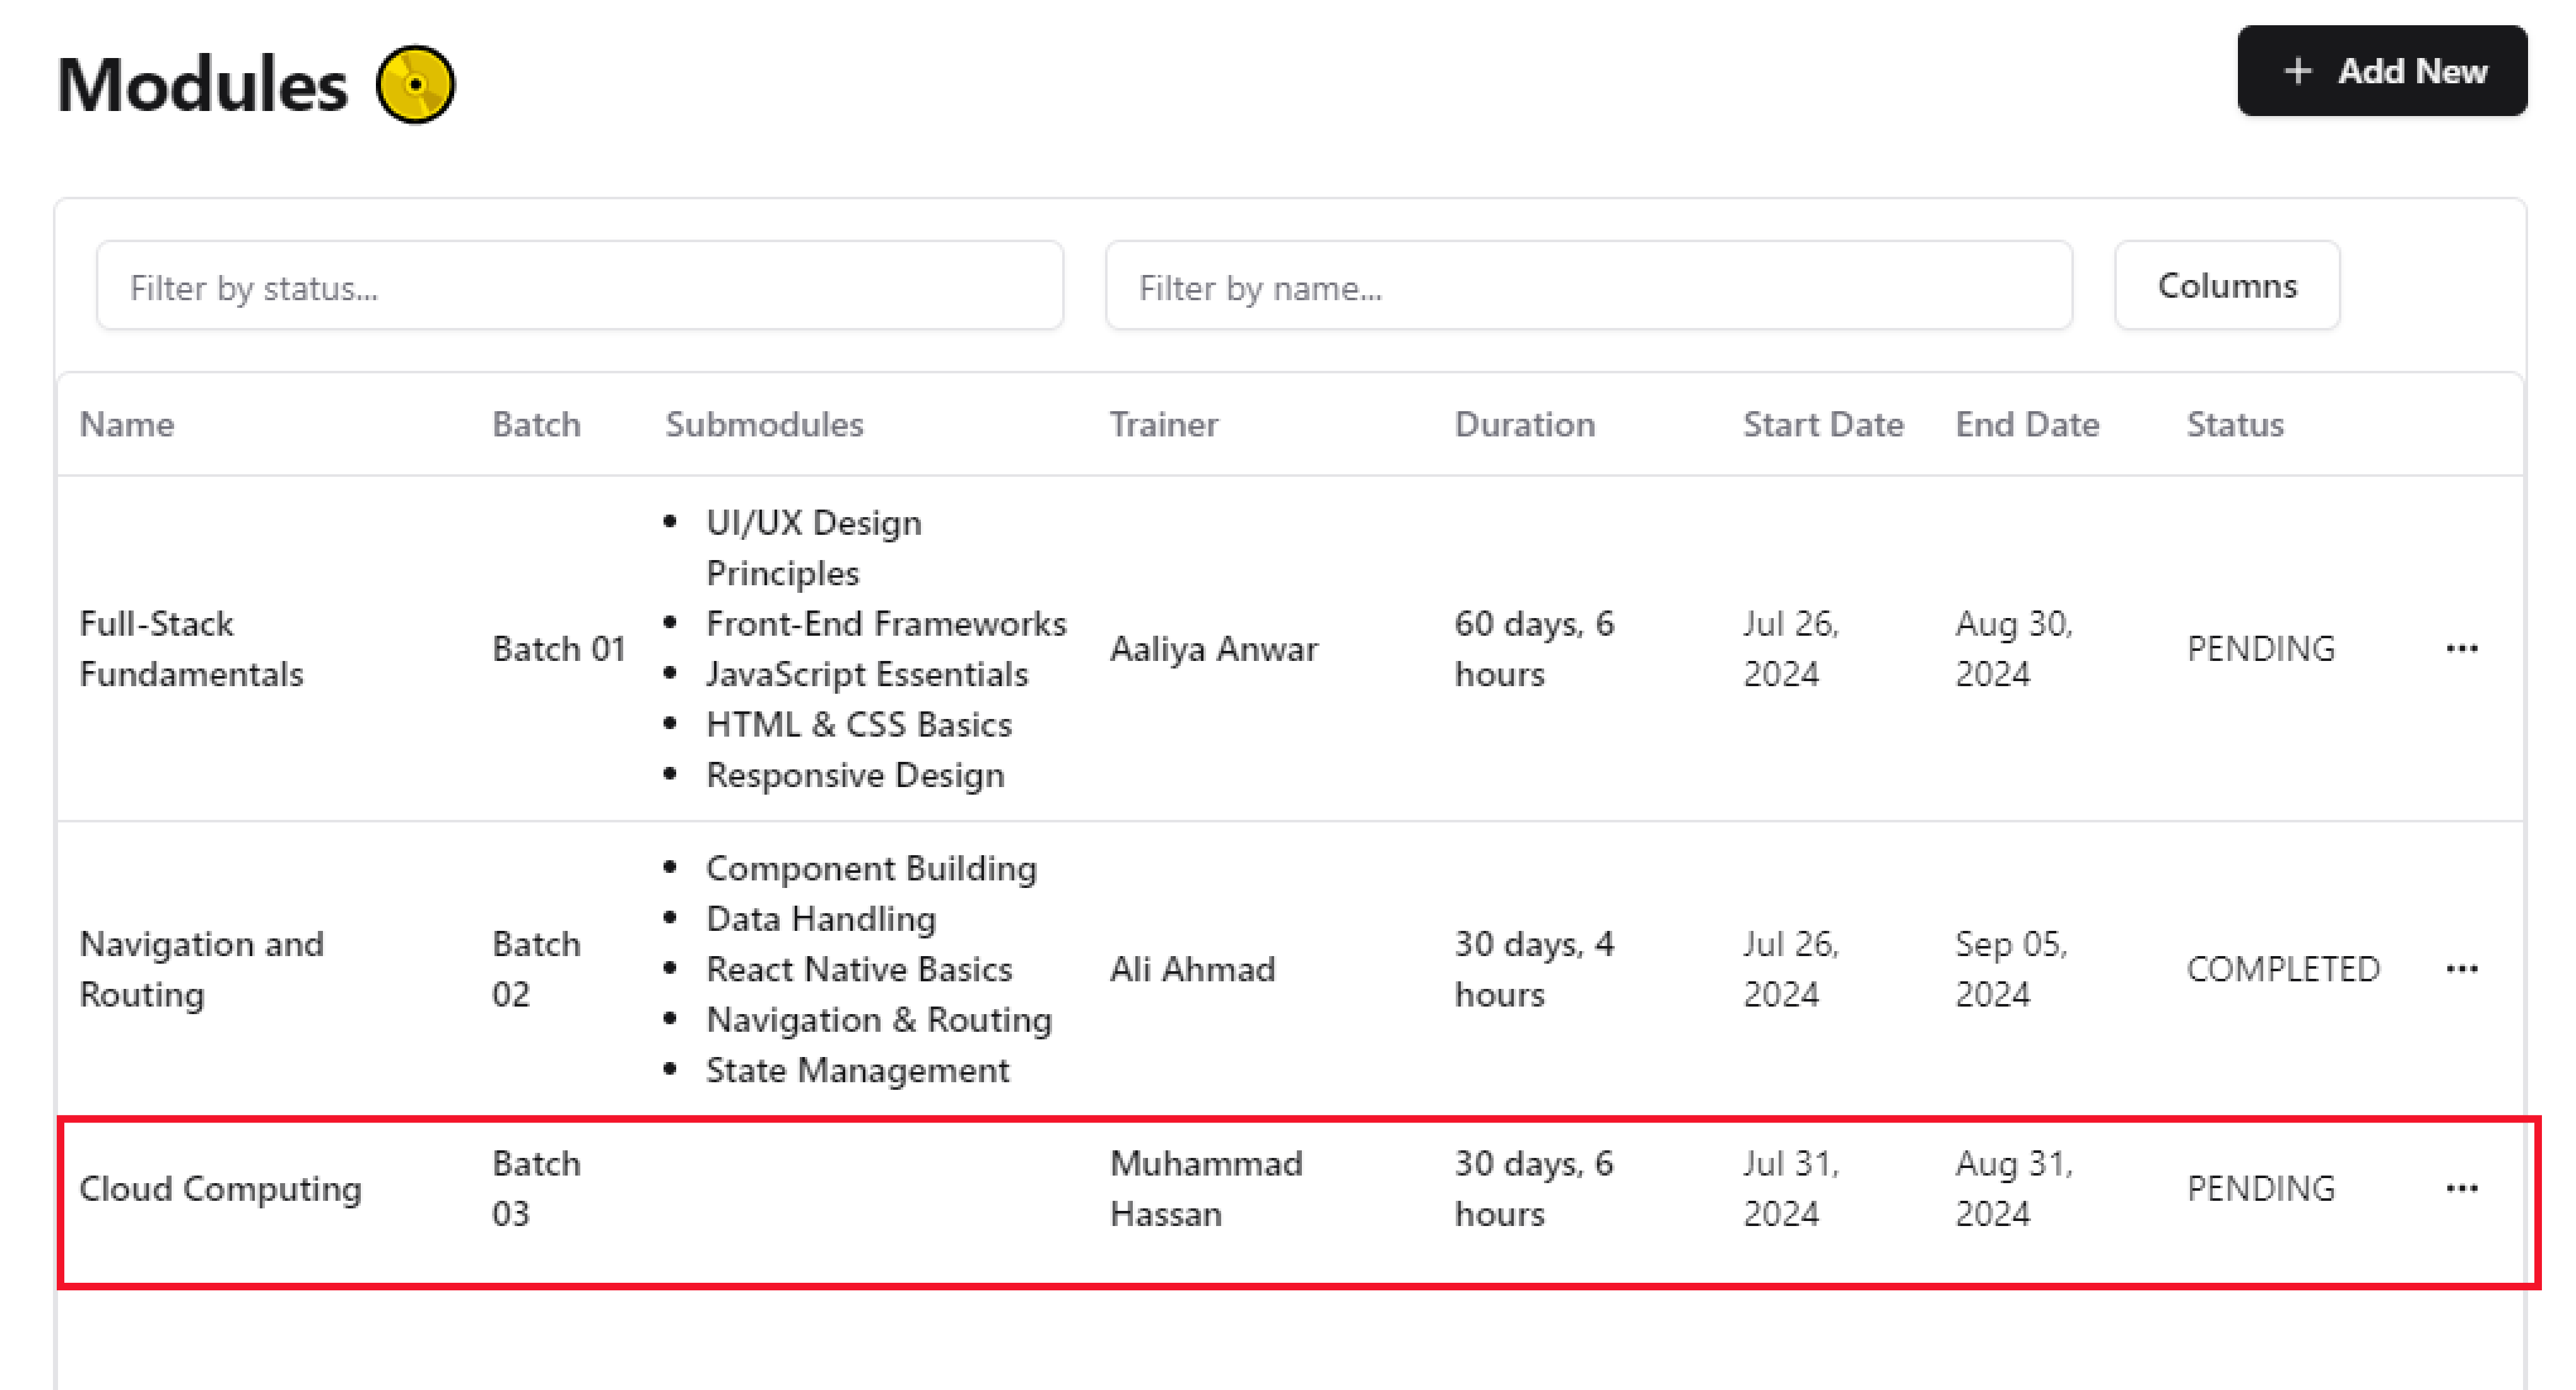 Modules
+ Add New
Filter by status...
Filter by name...
Columns
Name
Batch
Submodules
Trainer
Duration
Start Date
End Date
Status
Full-Stack
Fundamentals
Batch 01
• UI/UX Design
Principles
• Front-End Frameworks
• JavaScript Essentials
• HTML & CSS Basics
• Responsive Design
Aaliya Anwar
60 days, 6
hours
Jul 26,
2024
Aug 30,
2024
PENDING
...
Navigation and
Routing
Batch
02
• Component Building
• Data Handling
• React Native Basics
• Navigation & Routing
• State Management
Ali Ahmad
30 days, 4
hours
Jul 26,
2024
Sep 05,
2024
COMPLETED
...
Cloud Computing
Batch
03
Muhammad
Hassan
30 days, 6
hours
Jul 31,
2024
Aug 31,
2024
PENDING
...